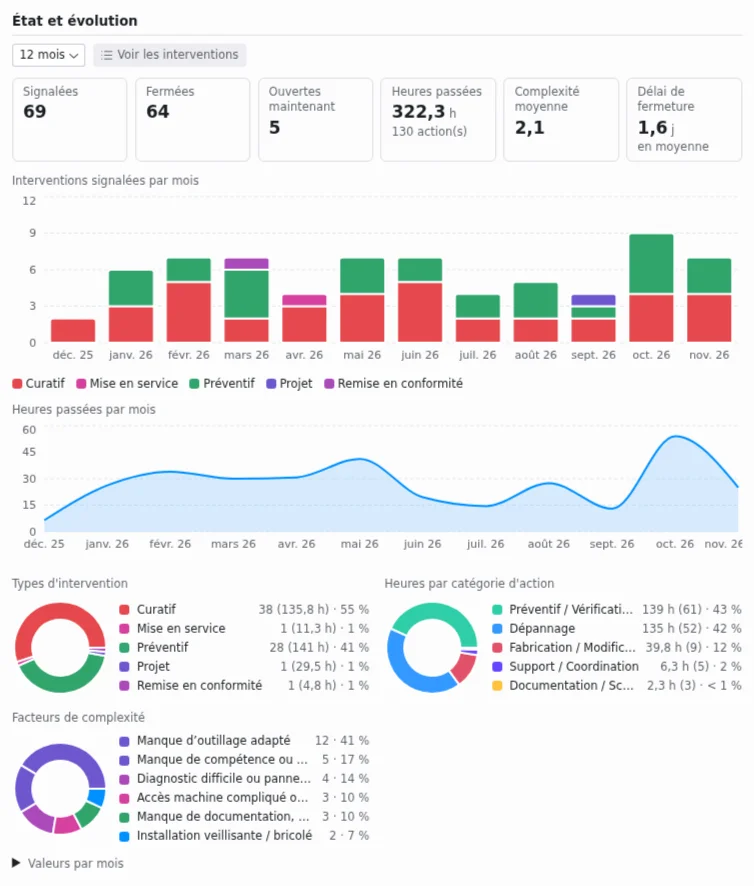 État et évolution
12 mois
Voir les interventions
Signalées
69
Fermées
64
Ouvertes
maintenant
5
Heures passées
322,3 h
130 action(s)
Complexité
moyenne
2,1
Délai de
fermeture
1,6 j
en moyenne
Interventions signalées par mois
12
9
6
3
0
déc. 25 janv. 26 févr. 26 mars 26 avr. 26 mai 26 juin 26 juil. 26 août 26 sept. 26 oct. 26 nov. 26
Curatif Mise en service Préventif Projet Remise en conformité
Heures passées par mois
60
45
30
15
0
déc. 25 janv. 26 févr. 26 mars 26 avr. 26 mai 26 juin 26 juil. 26 août 26 sept. 26 oct. 26 nov. 26
Types d'intervention
Curatif 38 (135,8 h) · 55 %
Mise en service 1 (11,3 h) · 1 %
Préventif 28 (141 h) · 41 %
Projet 1 (29,5 h) · 1 %
Remise en conformité 1 (4,8 h) · 1 %
Heures par catégorie d'action
Préventif / Vérificati... 139 h (61) · 43 %
Dépannage 135 h (52) · 42 %
Fabrication / Modific... 39,8 h (9) · 12 %
Support / Coordination 6,3 h (5) · 2 %
Documentation / Sc... 2,3 h (3) · < 1 %
Facteurs de complexité
Manque d’outillage adapté 12 · 41 %
Manque de compétence ou ... 5 · 17 %
Diagnostic difficile ou panne... 4 · 14 %
Accès machine compliqué o... 3 · 10 %
Manque de documentation, ... 3 · 10 %
Installation veillisante / bricolé 2 · 7 %
Valeurs par mois